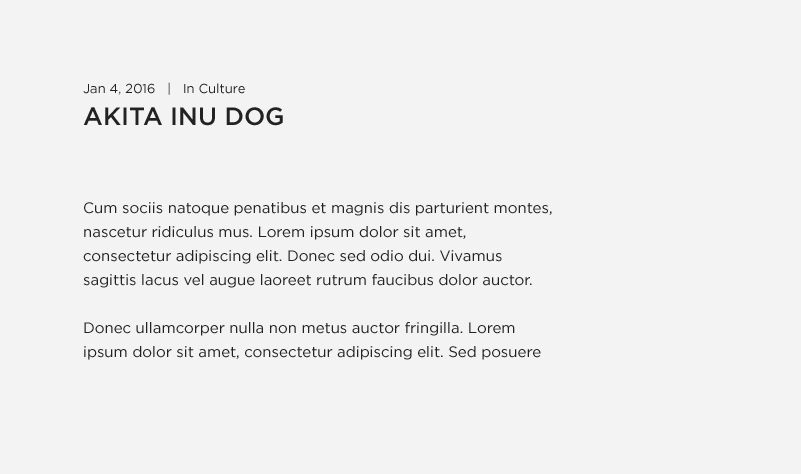 Jan 4, 2016 | In Culture
AKITA INU DOG
Cum sociis natoque penatibus et magnis dis parturient montes,
nascetur ridiculus mus. Lorem ipsum dolor sit amet,
consectetur adipiscing elit. Donec sed odio dui. Vivamus
sagittis lacus vel augue laoreet rutrum faucibus dolor auctor.
Donec ullamcorper nulla non metus auctor fringilla. Lorem
ipsum dolor sit amet, consectetur adipiscing elit. Sed posuere